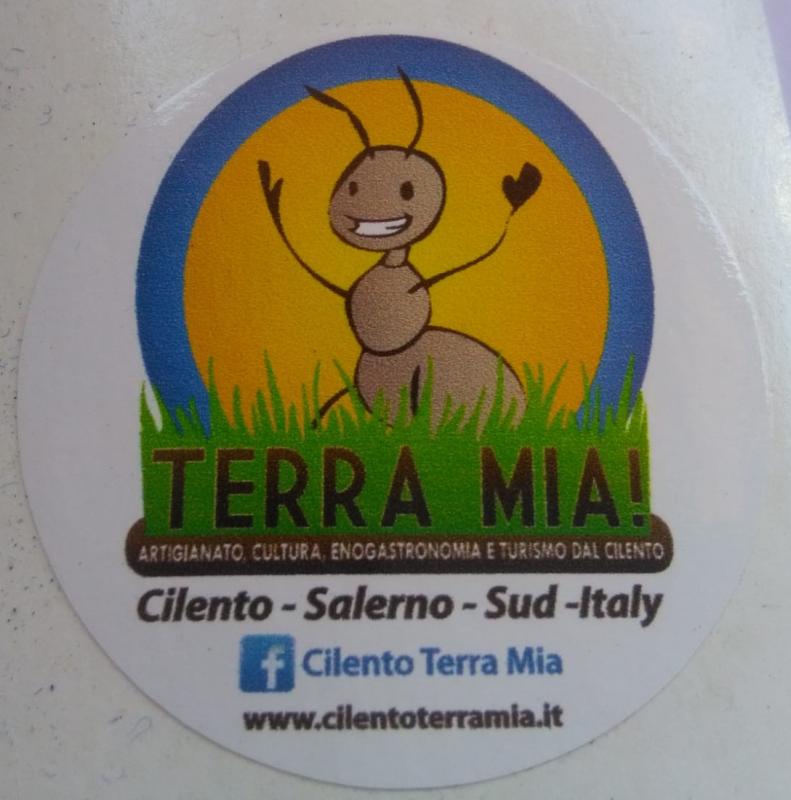 TERRA MIA!
ARTIGIANATO, CULTURA, ENOGASTRONOMIA E TURISMO DAL CILENTO
Cilento - Salerno - Sud -Italy
f Cilento Terra Mia
www.cilentoterramia.it